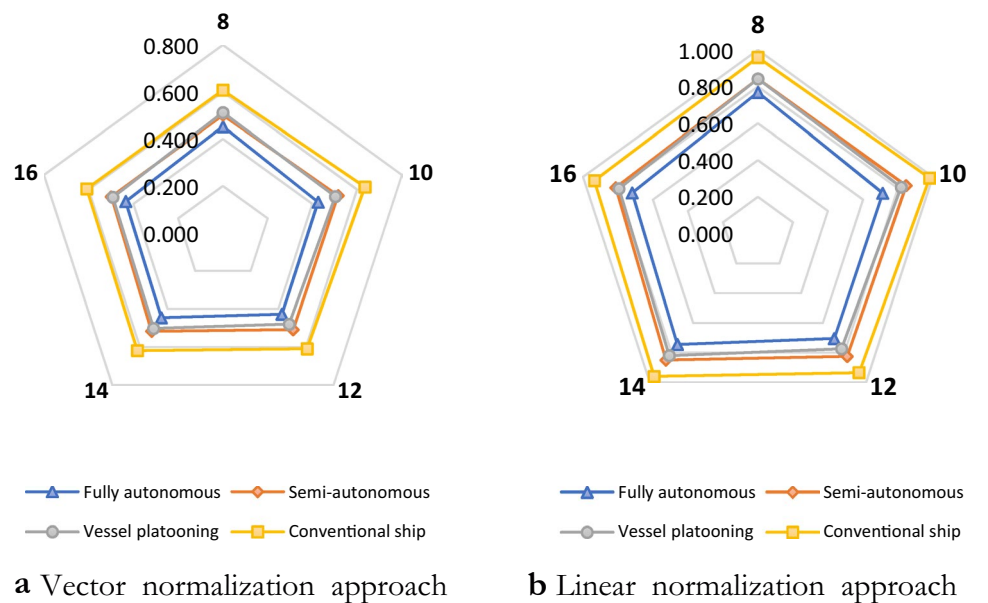 8
0.800
0.600
0.400
0.200
0.000
16
10
14
12
Fully autonomous
Semi-autonomous
Vessel platooning
Conventional ship
a Vector normalization approach
8
1.000
0.800
0.600
0.400
0.200
0.000
16
10
14
12
Fully autonomous
Semi-autonomous
Vessel platooning
Conventional ship
b Linear normalization approach